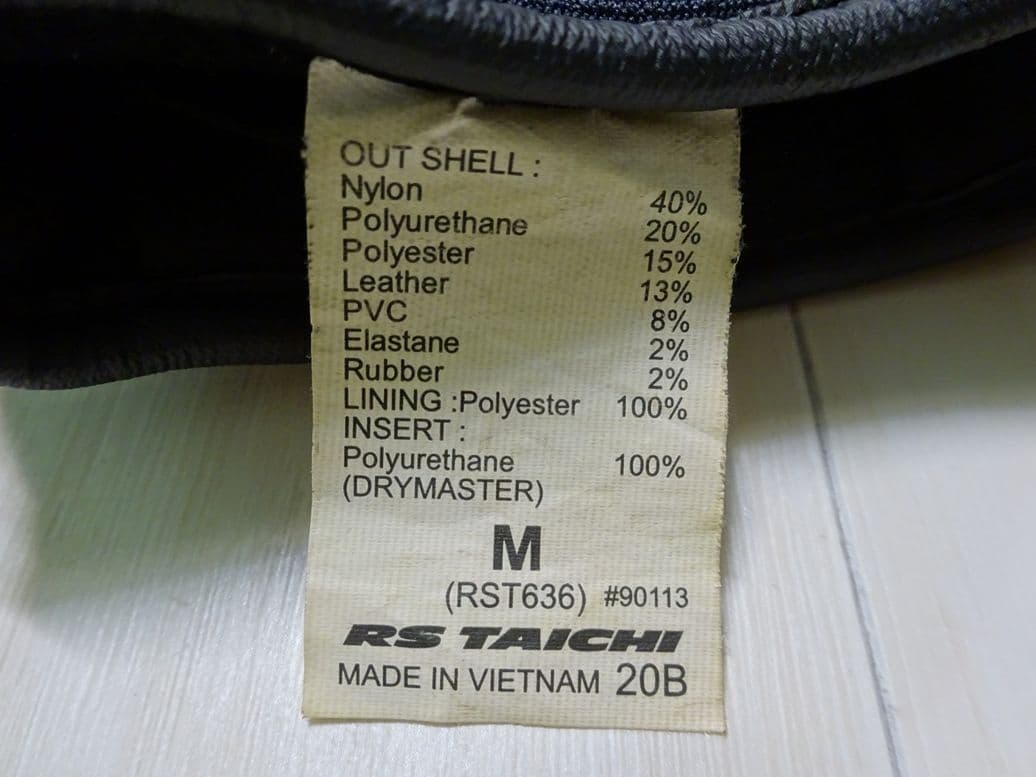 OUT SHELL :
Nylon 40%
Polyurethane 20%
Polyester 15%
Leather 13%
PVC 8%
Elastane 2%
Rubber 2%
LINING :Polyester 100%
INSERT :
Polyurethane 100%
(DRYMASTER)
M
(RST636) #90113
RS TAICHI
MADE IN VIETNAM 20B